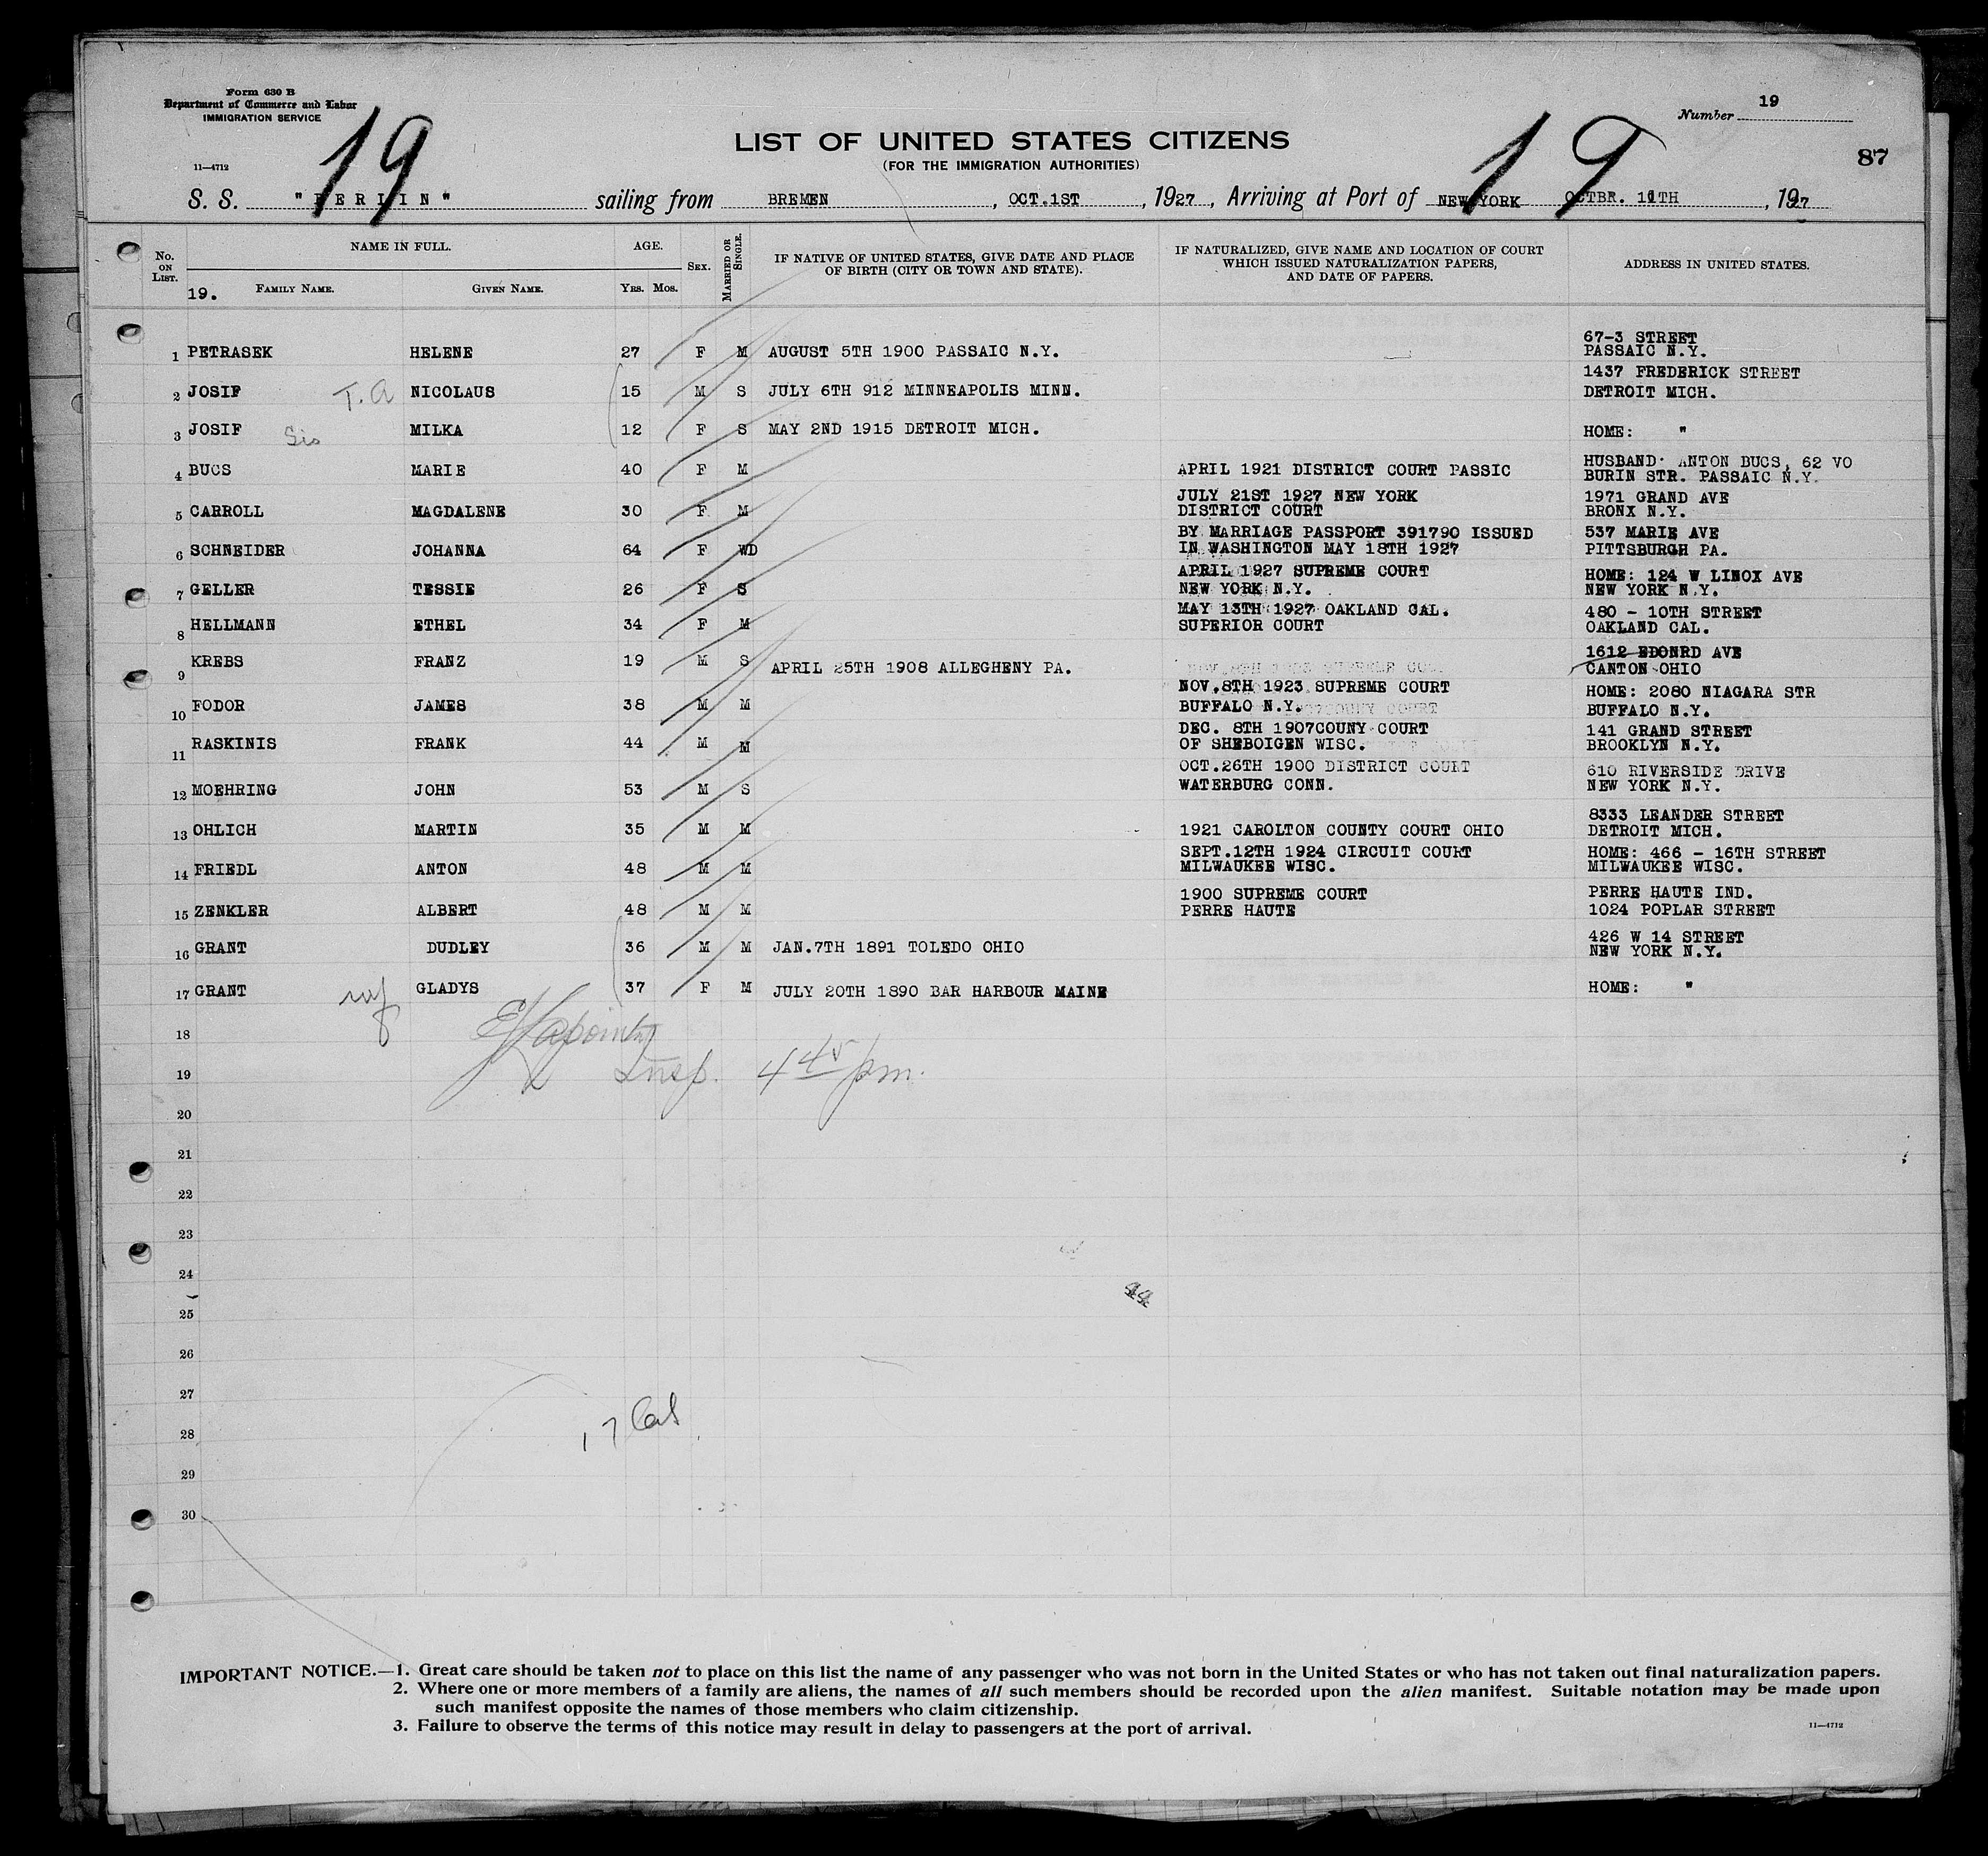 Form 630 B
Department of Commerce and Labor
IMMIGRATION SERVICE
11—4712
19
19
Number 19
87
LIST OF UNITED STATES CITIZENS
(FOR THE IMMIGRATION AUTHORITIES)
S. S. "BERLIN" sailing from BREMEN, OCT.1ST, 1927, Arriving at Port of NEW YORK OCTBR. 11TH, 1927
No. ON LIST. NAME IN FULL. AGE. SEX. MARRIED OR SINGLE. IF NATIVE OF UNITED STATES, GIVE DATE AND PLACE OF BIRTH (CITY OR TOWN AND STATE). IF NATURALIZED, GIVE NAME AND LOCATION OF COURT WHICH ISSUED NATURALIZATION PAPERS, AND DATE OF PAPERS. ADDRESS IN UNITED STATES.
19. FAMILY NAME. GIVEN NAME. YRS. MOS.
1 PETRASEK HELENE 27 F M AUGUST 5TH 1900 PASSAIC N.Y. 67-3 STREET PASSAIC N.Y.
2 JOSIF T.A NICOLAUS 15 M S JULY 6TH 912 MINNEAPOLIS MINN. 1437 FREDERICK STREET DETROIT MICH.
3 JOSIF Sis MILKA 12 F S MAY 2ND 1915 DETROIT MICH. HOME: "
4 BUCS MARIE 40 F M APRIL 1921 DISTRICT COURT PASSIC HUSBAND: ANTON BUCS, 62 VO BURIN STR. PASSAIC N.Y.
5 CARROLL MAGDALENE 30 F M JULY 21ST 1927 NEW YORK DISTRICT COURT 1971 GRAND AVE BRONX N.Y.
6 SCHNEIDER JOHANNA 64 F WD BY MARRIAGE PASSPORT 391790 ISSUED IN WASHINGTON MAY 18TH 1927 537 MARIE AVE PITTSBURGH PA.
7 GELLER TESSIE 26 F S APRIL 1927 SUPREME COURT NEW YORK N.Y. HOME: 124 W LINOX AVE NEW YORK N.Y.
8 HELLMANN ETHEL 34 F M MAY 13TH 1927 OAKLAND CAL. SUPERIOR COURT 480 - 10TH STREET OAKLAND CAL.
9 KREBS FRANZ 19 M S APRIL 25TH 1908 ALLEGHENY PA. 1612 EDONRD AVE CANTON OHIO
10 FODOR JAMES 38 M M NOV.8TH 1923 SUPREME COURT BUFFALO N.Y. HOME: 2080 NIAGARA STR BUFFALO N.Y.
11 RASKINIS FRANK 44 M M DEC. 8TH 1907COUNY COURT OF SHEBOIGEN WISC. 141 GRAND STREET BROOKLYN N.Y.
12 MOEHRING JOHN 53 M S OCT.26TH 1900 DISTRICT COURT WATERBURG CONN. 610 RIVERSIDE DRIVE NEW YORK N.Y.
13 OHLICH MARTIN 35 M M 1921 CAROLTON COUNTY COURT OHIO 8333 LEANDER STREET DETROIT MICH.
14 FRIEDL ANTON 48 M M SEPT.12TH 1924 CIRCUIT COURT MILWAUKEE WISC. HOME: 466 - 16TH STREET MILWAUKEE WISC.
15 ZENKLER ALBERT 48 M M 1900 SUPREME COURT PERRE HAUTE PERRE HAUTE IND. 1024 POPLAR STREET
16 GRANT DUDLEY 36 M M JAN.7TH 1891 TOLEDO OHIO 426 W 14 STREET NEW YORK N.Y.
17 GRANT wf GLADYS 37 F M JULY 20TH 1890 BAR HARBOUR MAINE HOME: "
18
19 Insp. 4 45 pm.
20
21
22
23
24
44
25
26
27
28 17
29
30
IMPORTANT NOTICE.—1. Great care should be taken not to place on this list the name of any passenger who was not born in the United States or who has not taken out final naturalization papers.
2. Where one or more members of a family are aliens, the names of all such members should be recorded upon the alien manifest. Suitable notation may be made upon
such manifest opposite the names of those members who claim citizenship.
3. Failure to observe the terms of this notice may result in delay to passengers at the port of arrival.
11—4712